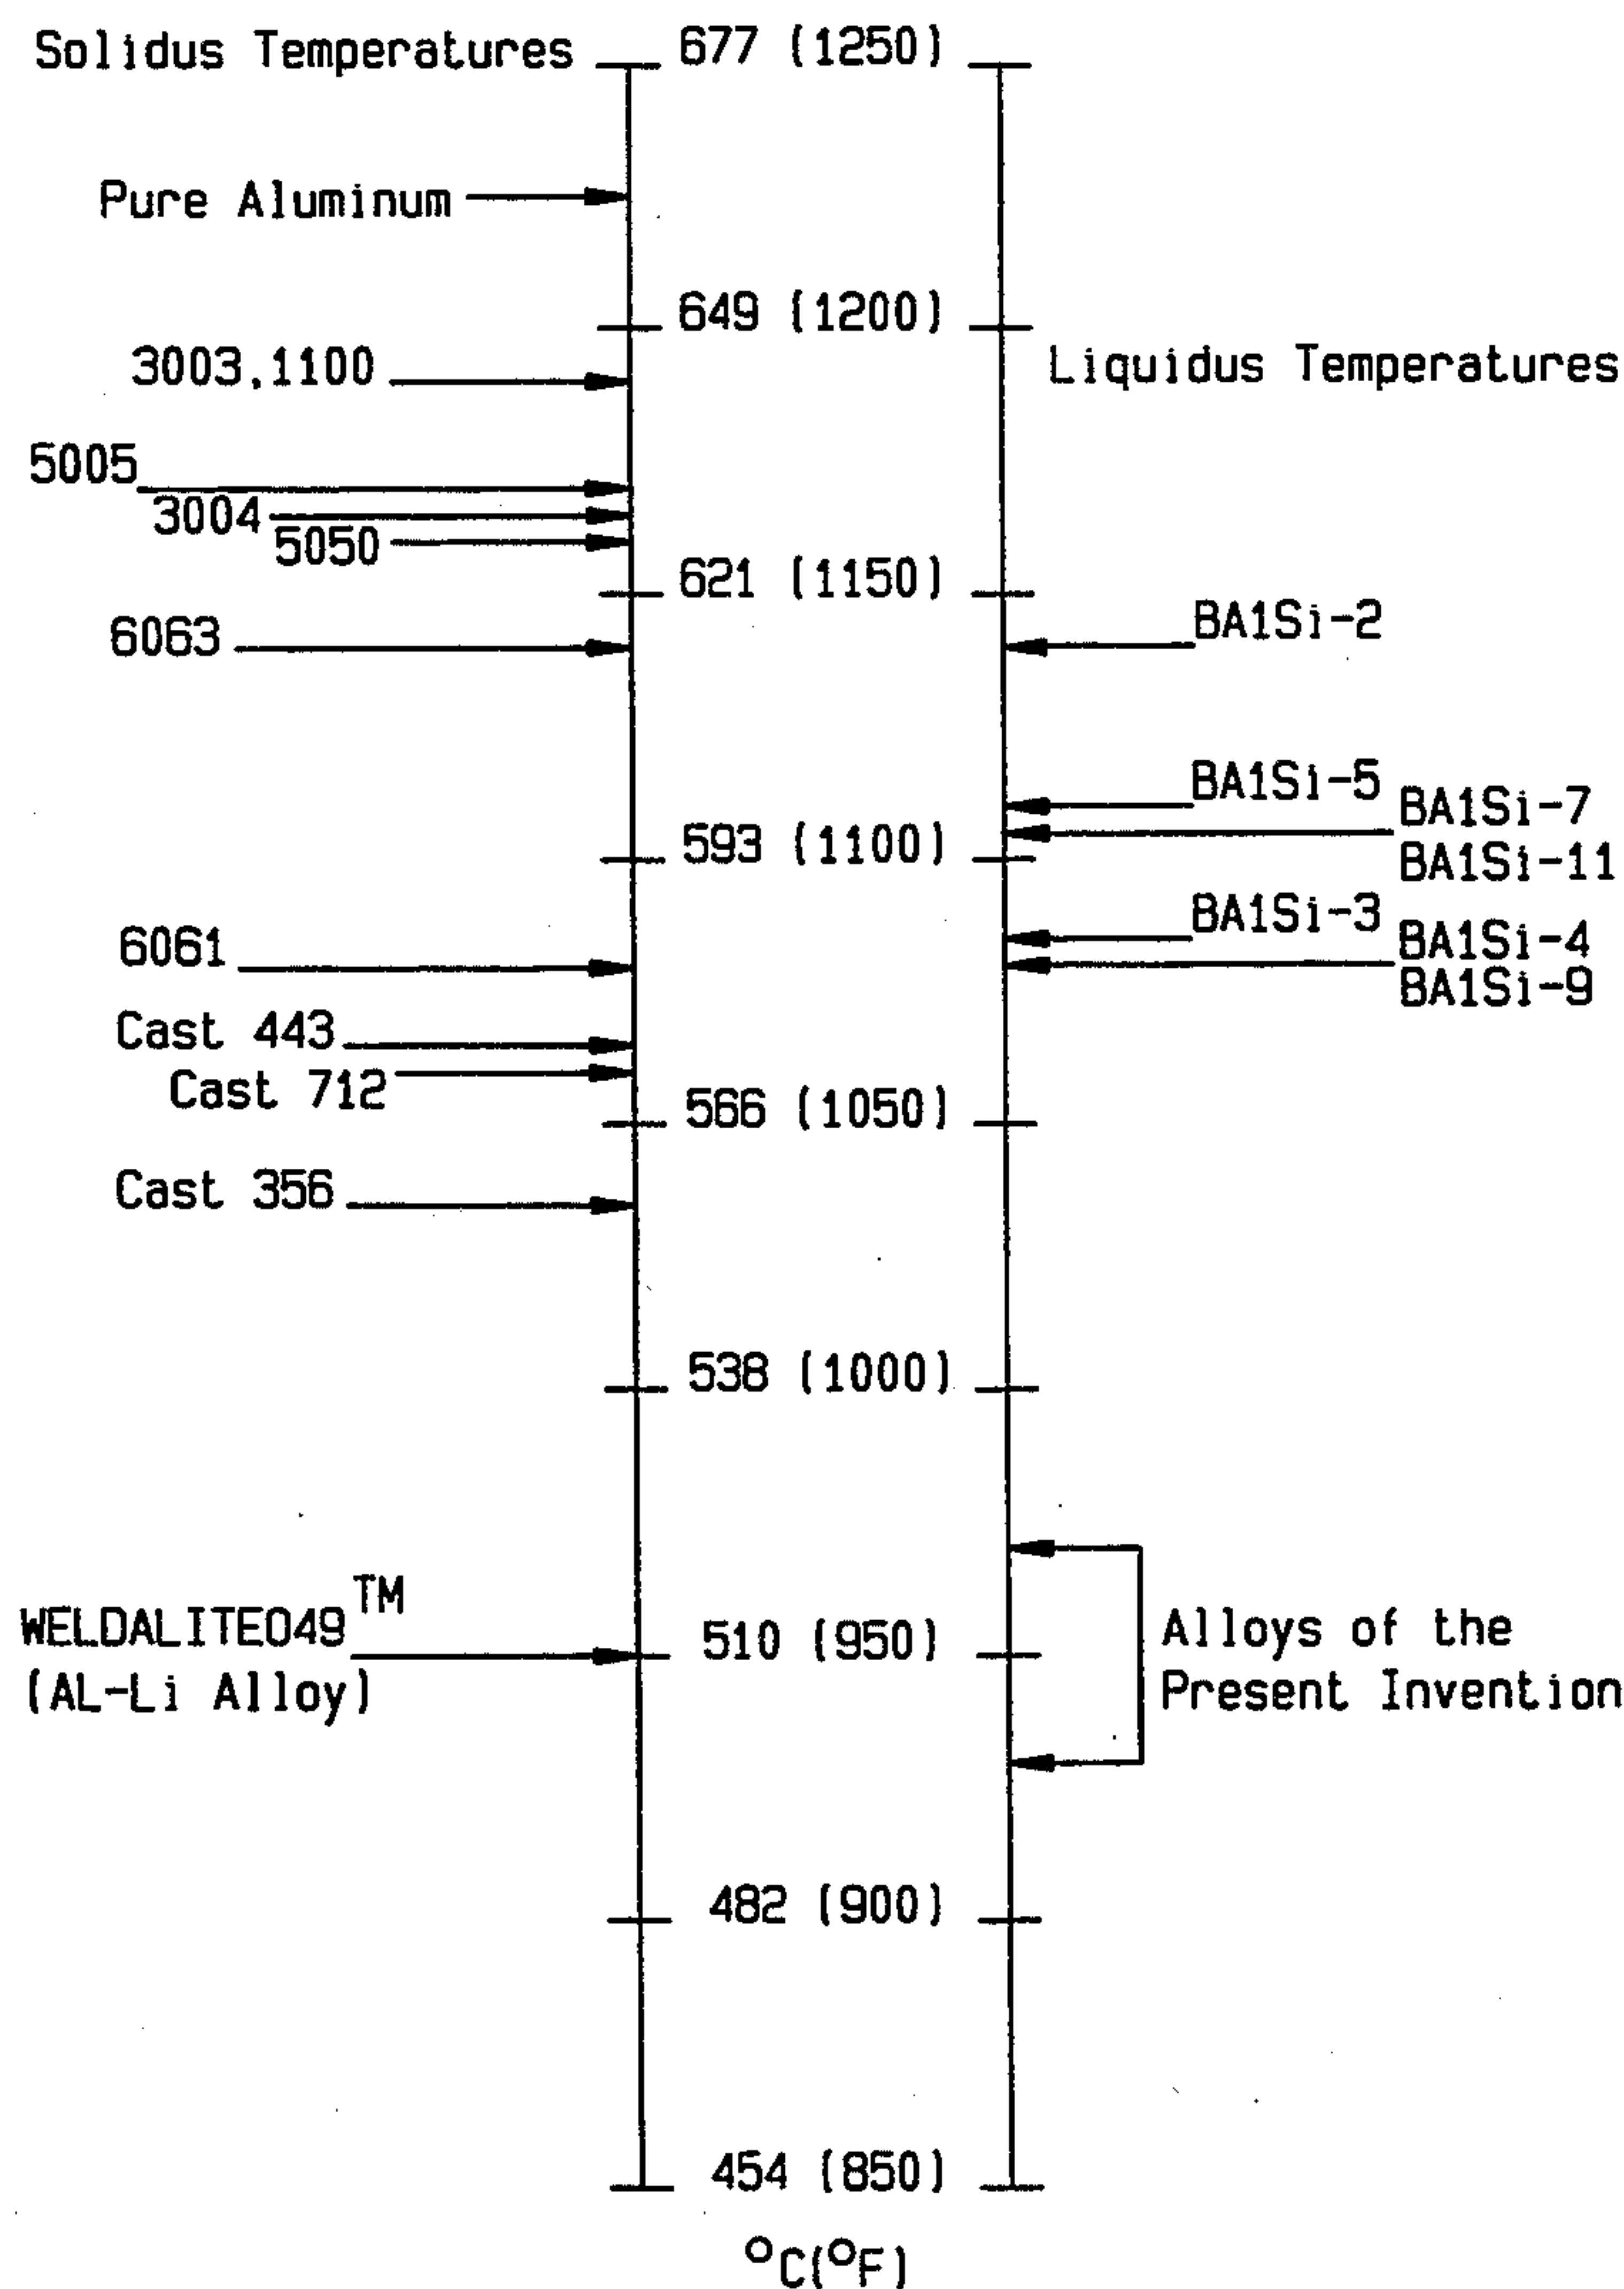 Solidus Temperatures
677 (1250)
Pure Aluminum
649 (1200)
3003,1100
Liquidus Temperatures
5005
3004
5050
621 (1150)
6063
BA1Si-2
BA1Si-5
BA1Si-7
593 (1100)
BA1Si-11
6061
BA1Si-3
BA1Si-4
BA1Si-9
Cast 443
Cast 712
566 (1050)
Cast 356
538 (1000)
WELDALITE049™
(AL-Li Alloy)
510 (950)
Alloys of the
Present Invention
482 (900)
454 (850)
°C(°F)